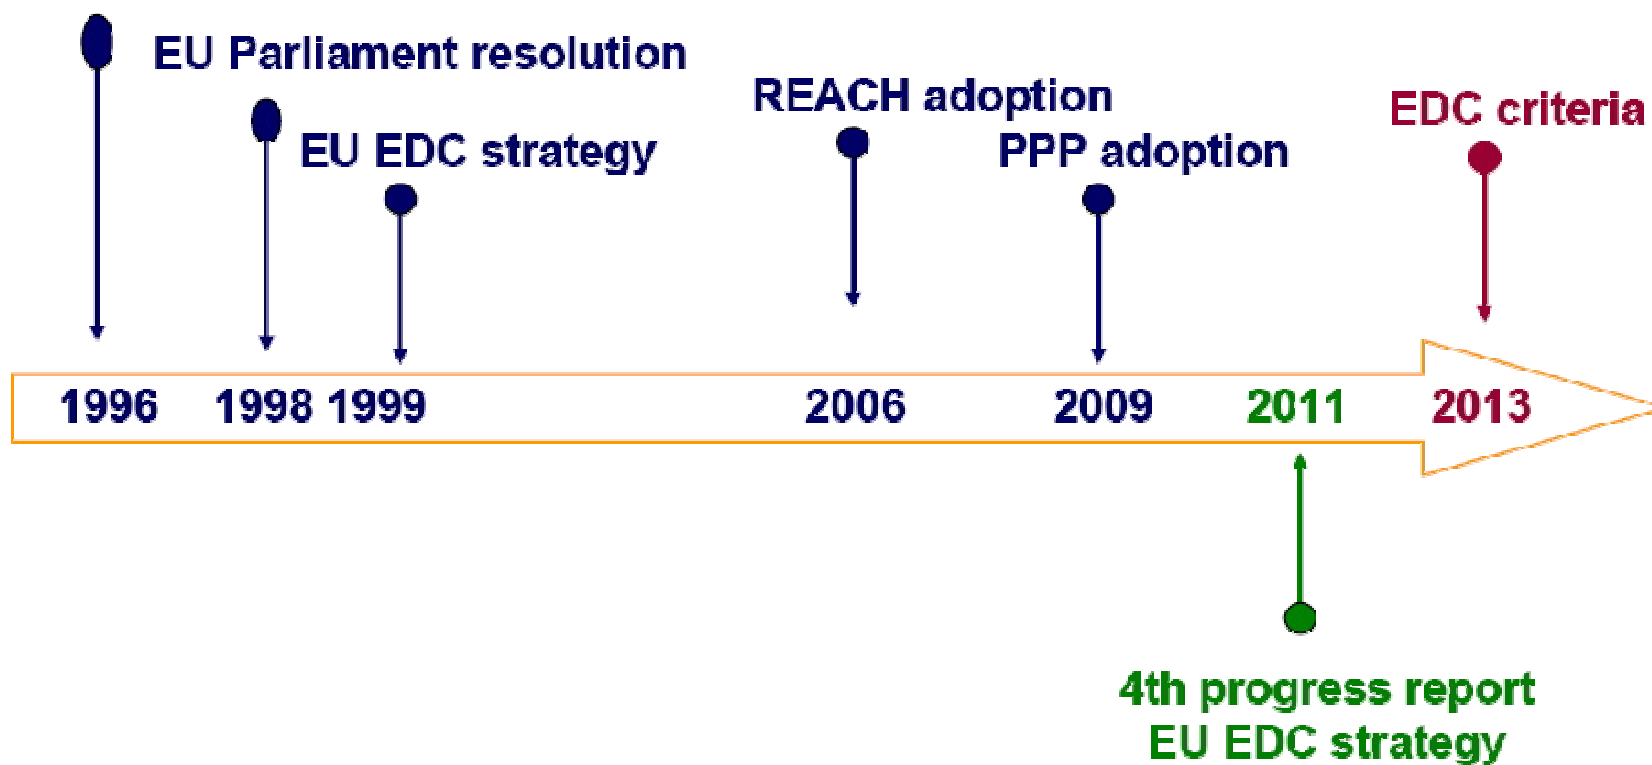 EU Parliament resolution
EU EDC strategy
REACH adoption
PPP adoption
EDC criteria
1996 1998 1999 2006 2009 2011 2013
4th progress report
EU EDC strategy